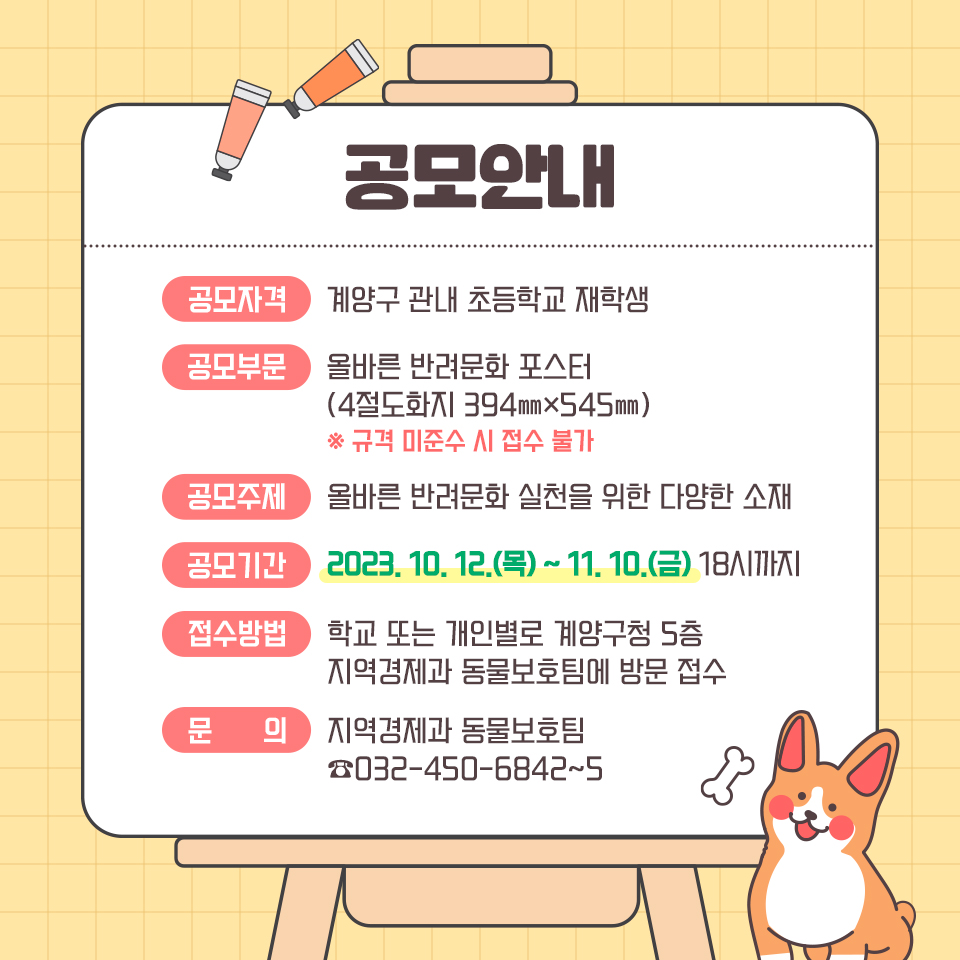 공모안내
공모자격 계양구 관내 초등학교 재학생
공모부문 올바른 반려문화 포스터
(4절도화지 394㎜×545㎜)
※ 규격 미준수 시 접수 불가
공모주제 올바른 반려문화 실천을 위한 다양한 소재
공모기간 2023. 10. 12.(목) ~ 11. 10.(금) 18시까지
접수방법 학교 또는 개인별로 계양구청 5층
지역경제과 동물보호팀에 방문 접수
문 의 지역경제과 동물보호팀
☎032-450-6842~5